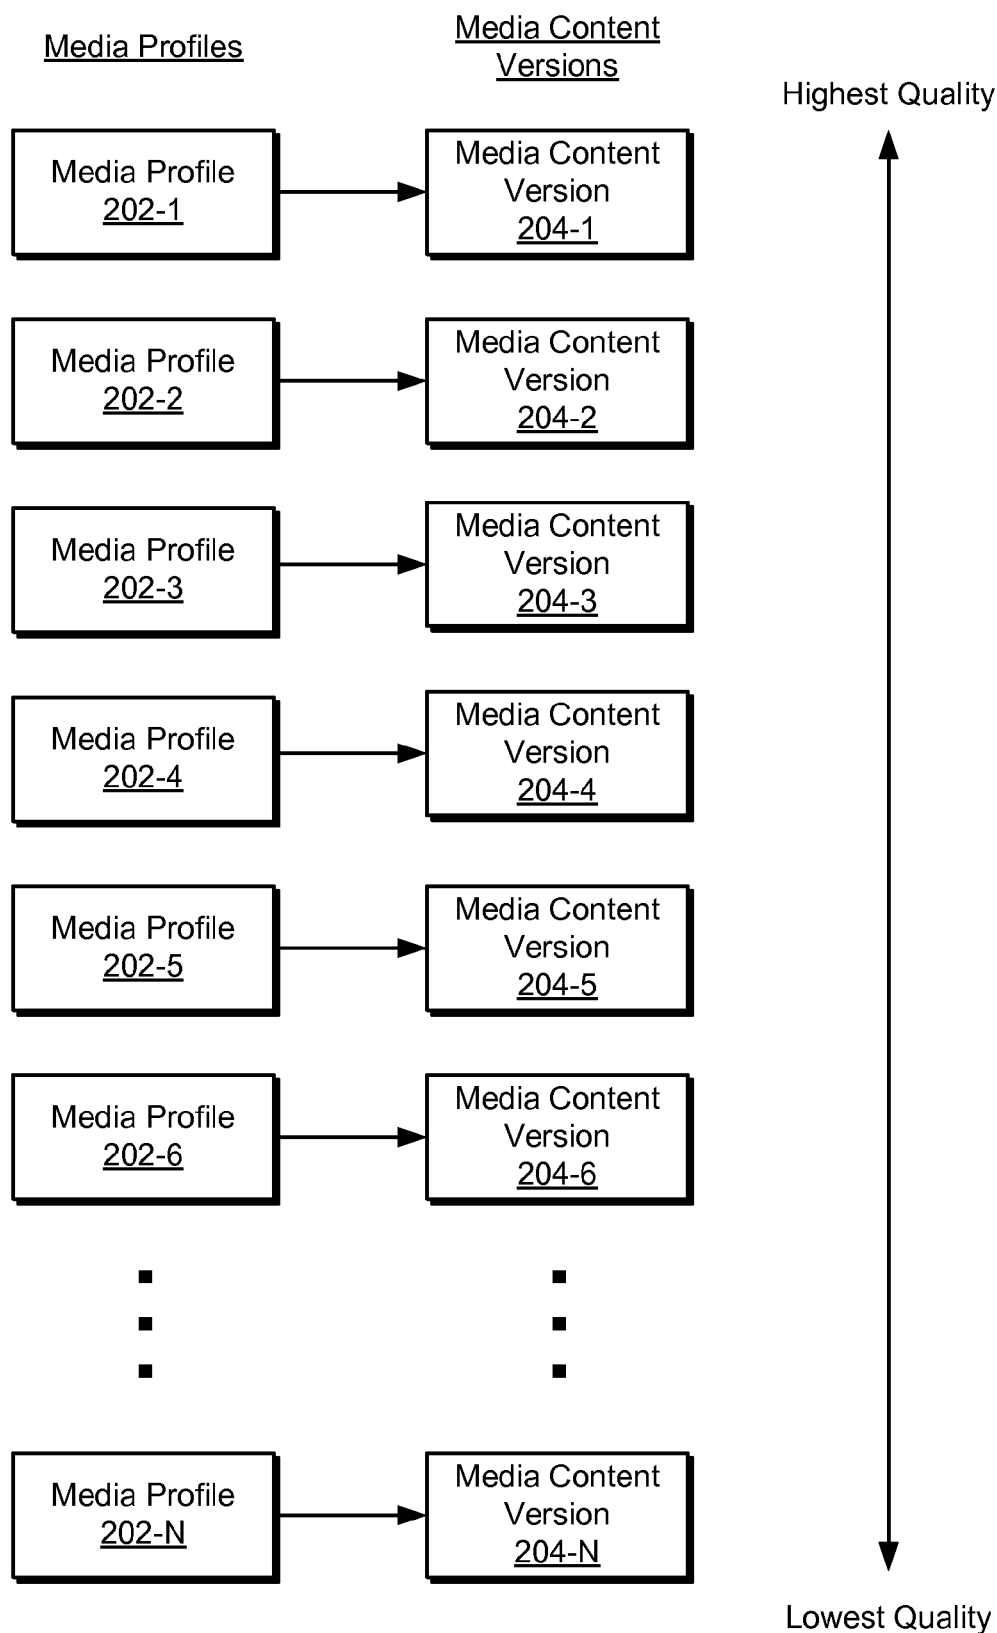 Media Profiles
Media Content
Versions
Highest Quality
Media Profile
202-1
Media Content
Version
204-1
Media Profile
202-2
Media Content
Version
204-2
Media Profile
202-3
Media Content
Version
204-3
Media Profile
202-4
Media Content
Version
204-4
Media Profile
202-5
Media Content
Version
204-5
Media Profile
202-6
Media Content
Version
204-6
Media Profile
202-N
Media Content
Version
204-N
Lowest Quality